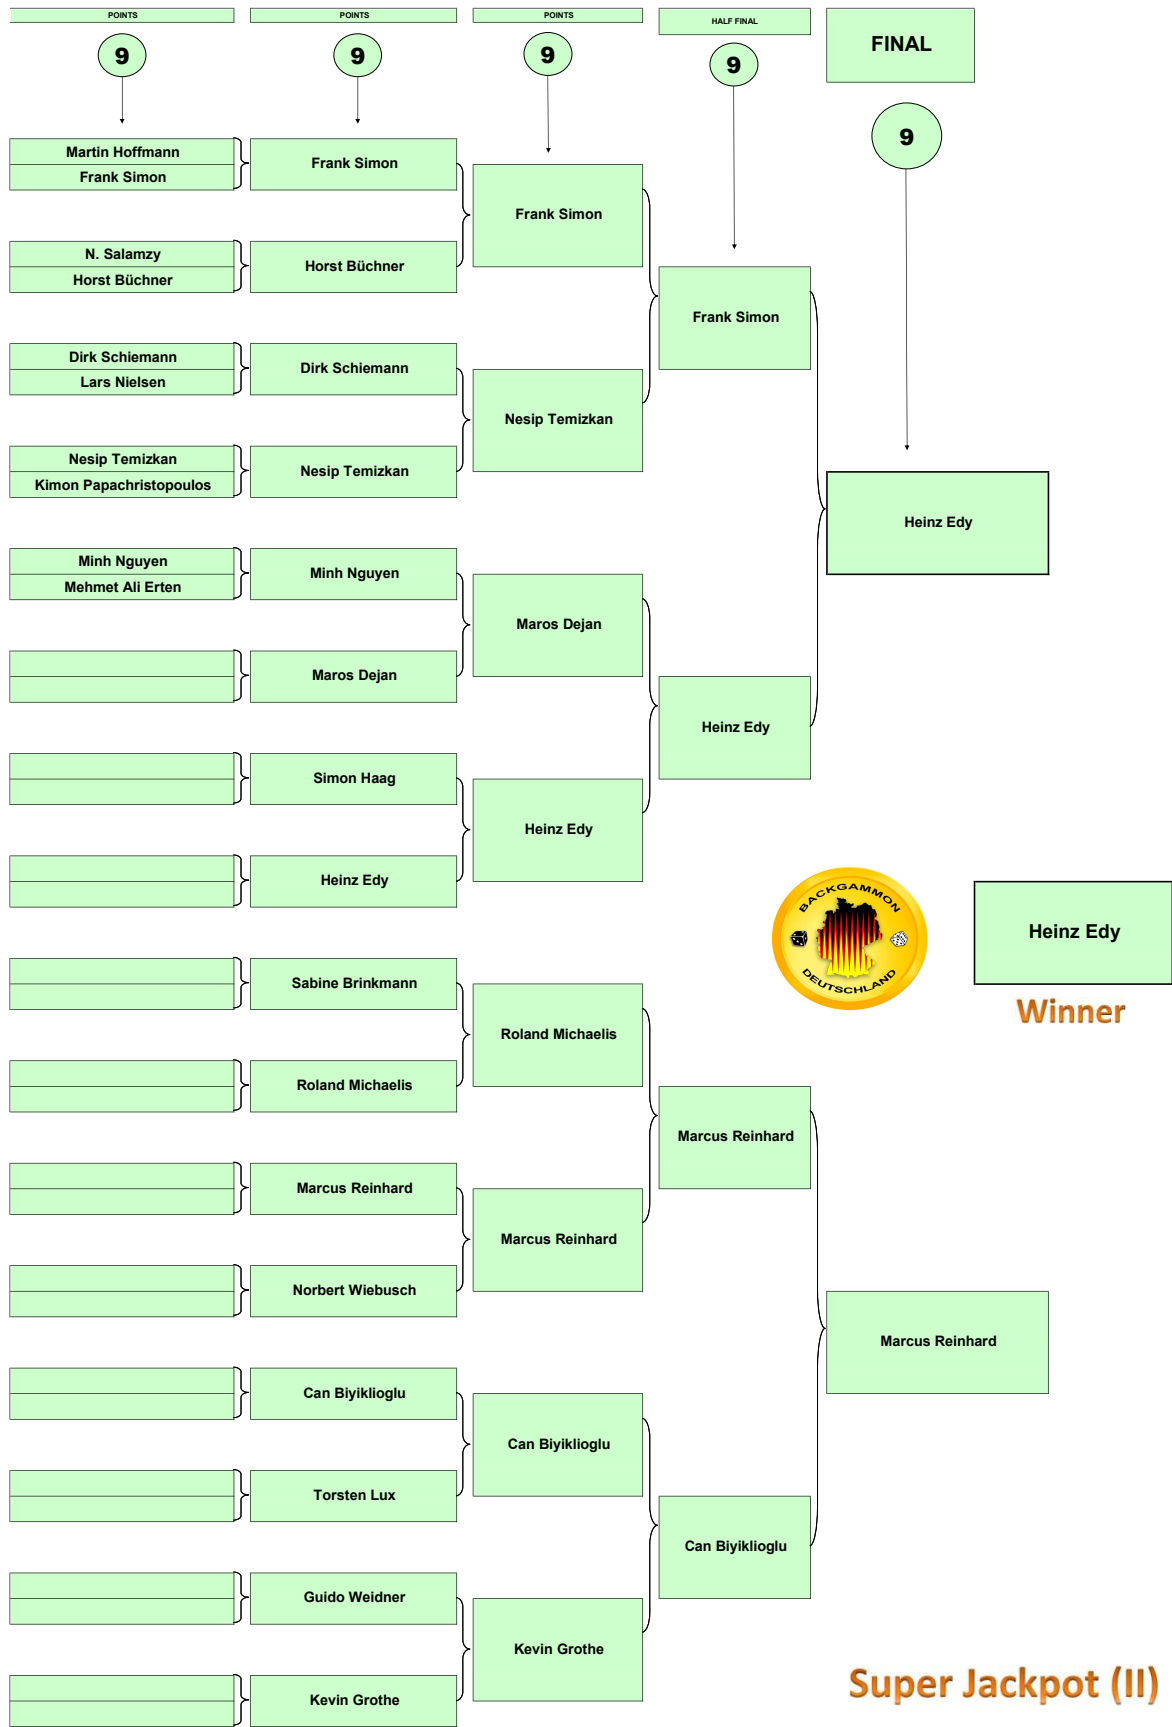 POINTS
POINTS
POINTS
HALF FINAL
FINAL
9
9
9
9
9
Martin Hoffmann
Frank Simon
N. Salamzy
Horst Büchner
Dirk Schiemann
Lars Nielsen
Nesip Temizkan
Kimon Papachristopoulos
Minh Nguyen
Mehmet Ali Erten
Frank Simon
Horst Büchner
Dirk Schiemann
Nesip Temizkan
Minh Nguyen
Maros Dejan
Simon Haag
Heinz Edy
Sabine Brinkmann
Roland Michaelis
Marcus Reinhard
Norbert Wiebusch
Can Biyiklioglu
Torsten Lux
Guido Weidner
Kevin Grothe
Frank Simon
Nesip Temizkan
Maros Dejan
Heinz Edy
Roland Michaelis
Marcus Reinhard
Can Biyiklioglu
Kevin Grothe
Frank Simon
Heinz Edy
Marcus Reinhard
Can Biyiklioglu
Heinz Edy
Marcus Reinhard
BACKGAMMON
DEUTSCHLAND
Heinz Edy
Winner
Super Jackpot (II)